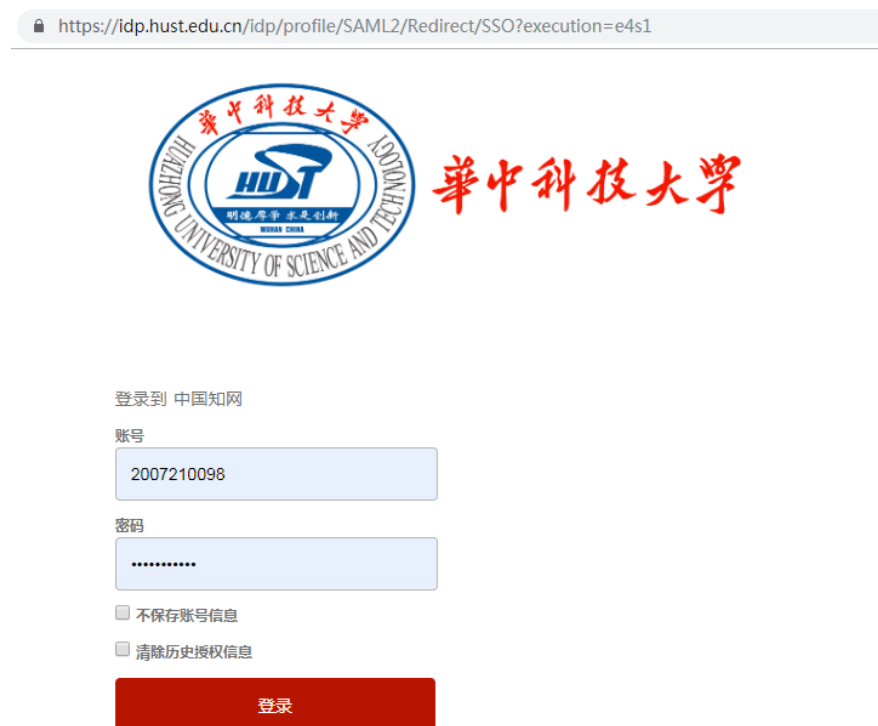 https://idp.hust.edu.cn/idp/profile/SAML2/Redirect/SSO?execution=e4s1
華中科技大學
HUAZHONG UNIVERSITY OF SCIENCE AND TECHNOLOGY
HUST
明德厚学 求是创新
WUHAN CHINA
華中科技大學
登录到 中国知网
账号
2007210098
密码
•••••••••••
不保存账号信息
清除历史授权信息
登录